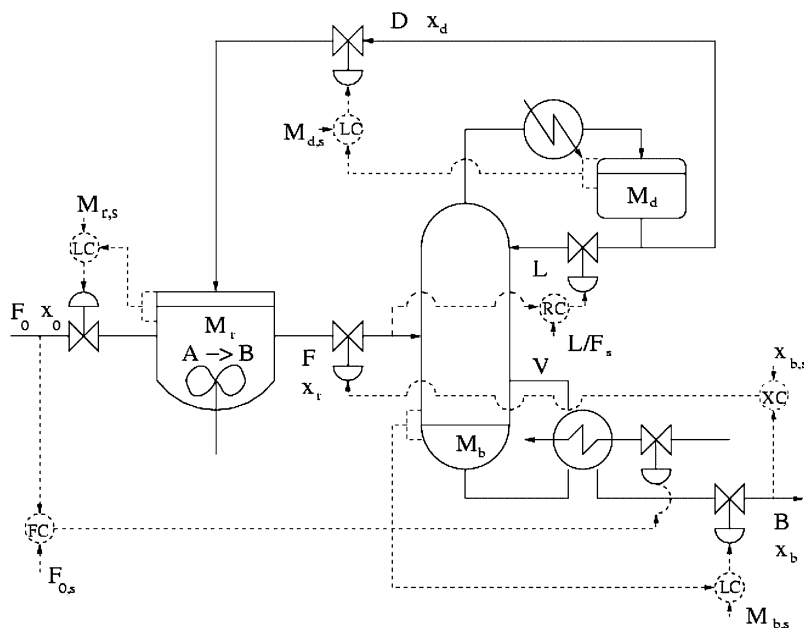 D x_d
M_d,s
LC
M_d
M_r,s
LC
L
RC
F_0 x_0
M_r
A -> B
F
x_r
L/F_s
V
x_b,s
XC
M_b
FC
F_0,s
B
x_b
LC
M_b,s